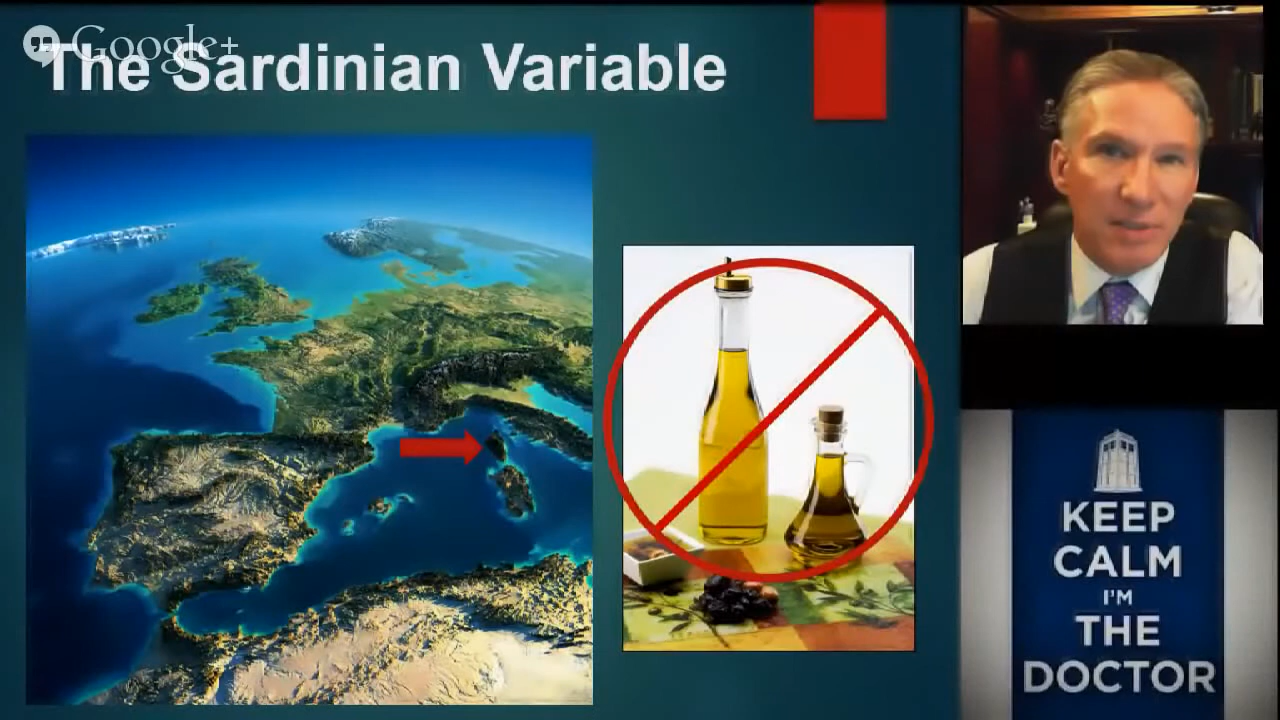 Google+
The Sardinian Variable
KEEP
CALM
I'M
THE
DOCTOR